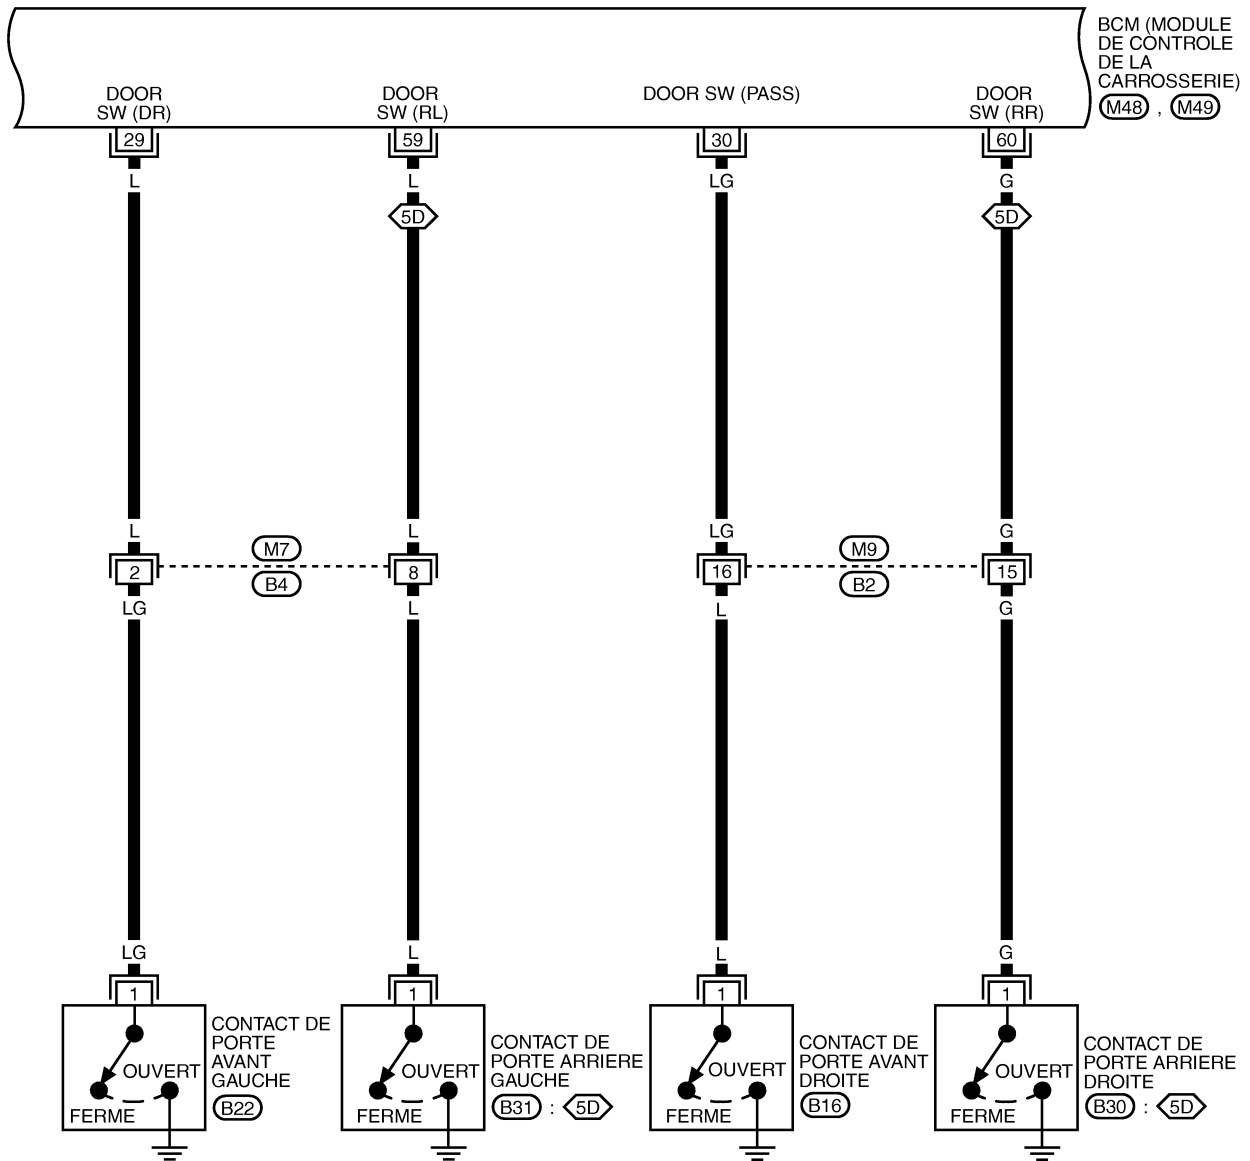 BCM (MODULE
DE CONTROLE
DE LA
CARROSSERIE)
M48 , M49
DOOR
SW (DR)
DOOR
SW (RL)
DOOR SW (PASS)
DOOR
SW (RR)
29
59
30
60
L
L
LG
G
5D
5D
L
L
LG
G
M7
M9
2
8
16
15
B4
B2
LG
L
L
G
LG
L
L
G
1
1
1
1
CONTACT DE
PORTE
AVANT
GAUCHE
B22
OUVERT
FERME
CONTACT DE
PORTE ARRIERE
GAUCHE
B31 : 5D
OUVERT
FERME
CONTACT DE
PORTE AVANT
DROITE
B16
OUVERT
FERME
CONTACT DE
PORTE ARRIERE
DROITE
B30 : 5D
OUVERT
FERME